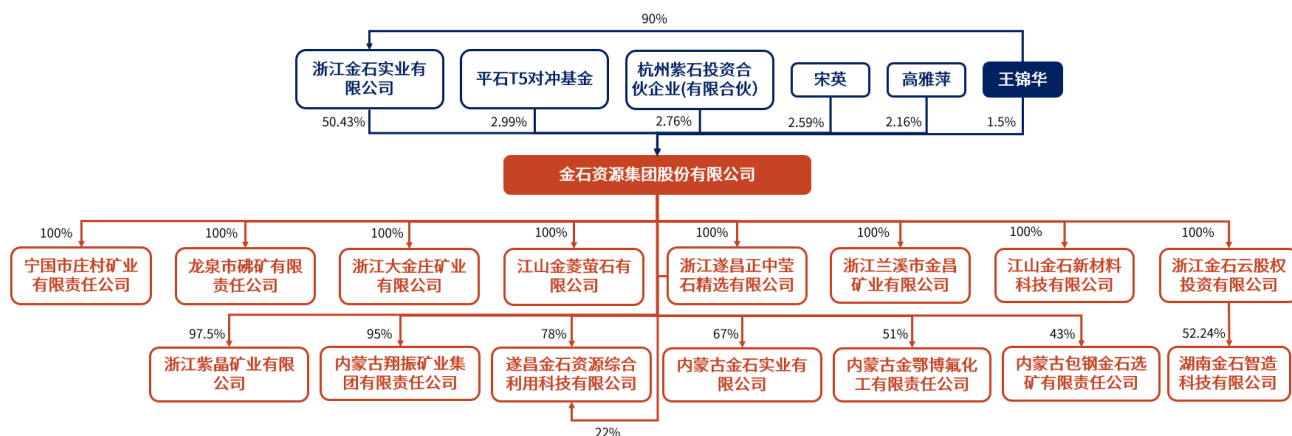 90%
浙江金石实业有
限公司
平石T5对冲基金
杭州紫石投资合
伙企业(有限合伙）
宋英
高雅萍
王锦华
50.43%
2.99%
2.76%
2.59%
2.16%
1.5%
金石资源集团股份有限公司
100%
100%
100%
100%
100%
100%
100%
100%
宁国市庄村矿业
有限责任公司
龙泉市砩矿有限
责任公司
浙江大金庄矿业
有限公司
江山金菱萤石有
限公司
浙江遂昌正中莹
石精选有限公司
浙江兰溪市金昌
矿业有限公司
江山金石新材料
科技有限公司
浙江金石云股权
投资有限公司
97.5%
95%
78%
67%
51%
43%
52.24%
浙江紫晶矿业有限
公司
内蒙古翔振矿业集
团有限责任公司
遂昌金石资源综合
利用科技有限公司
内蒙古金石实业有
限公司
内蒙古金鄂博氟化
工有限责任公司
内蒙古包钢金石选
矿有限责任公司
湖南金石智造
科技有限公司
22%